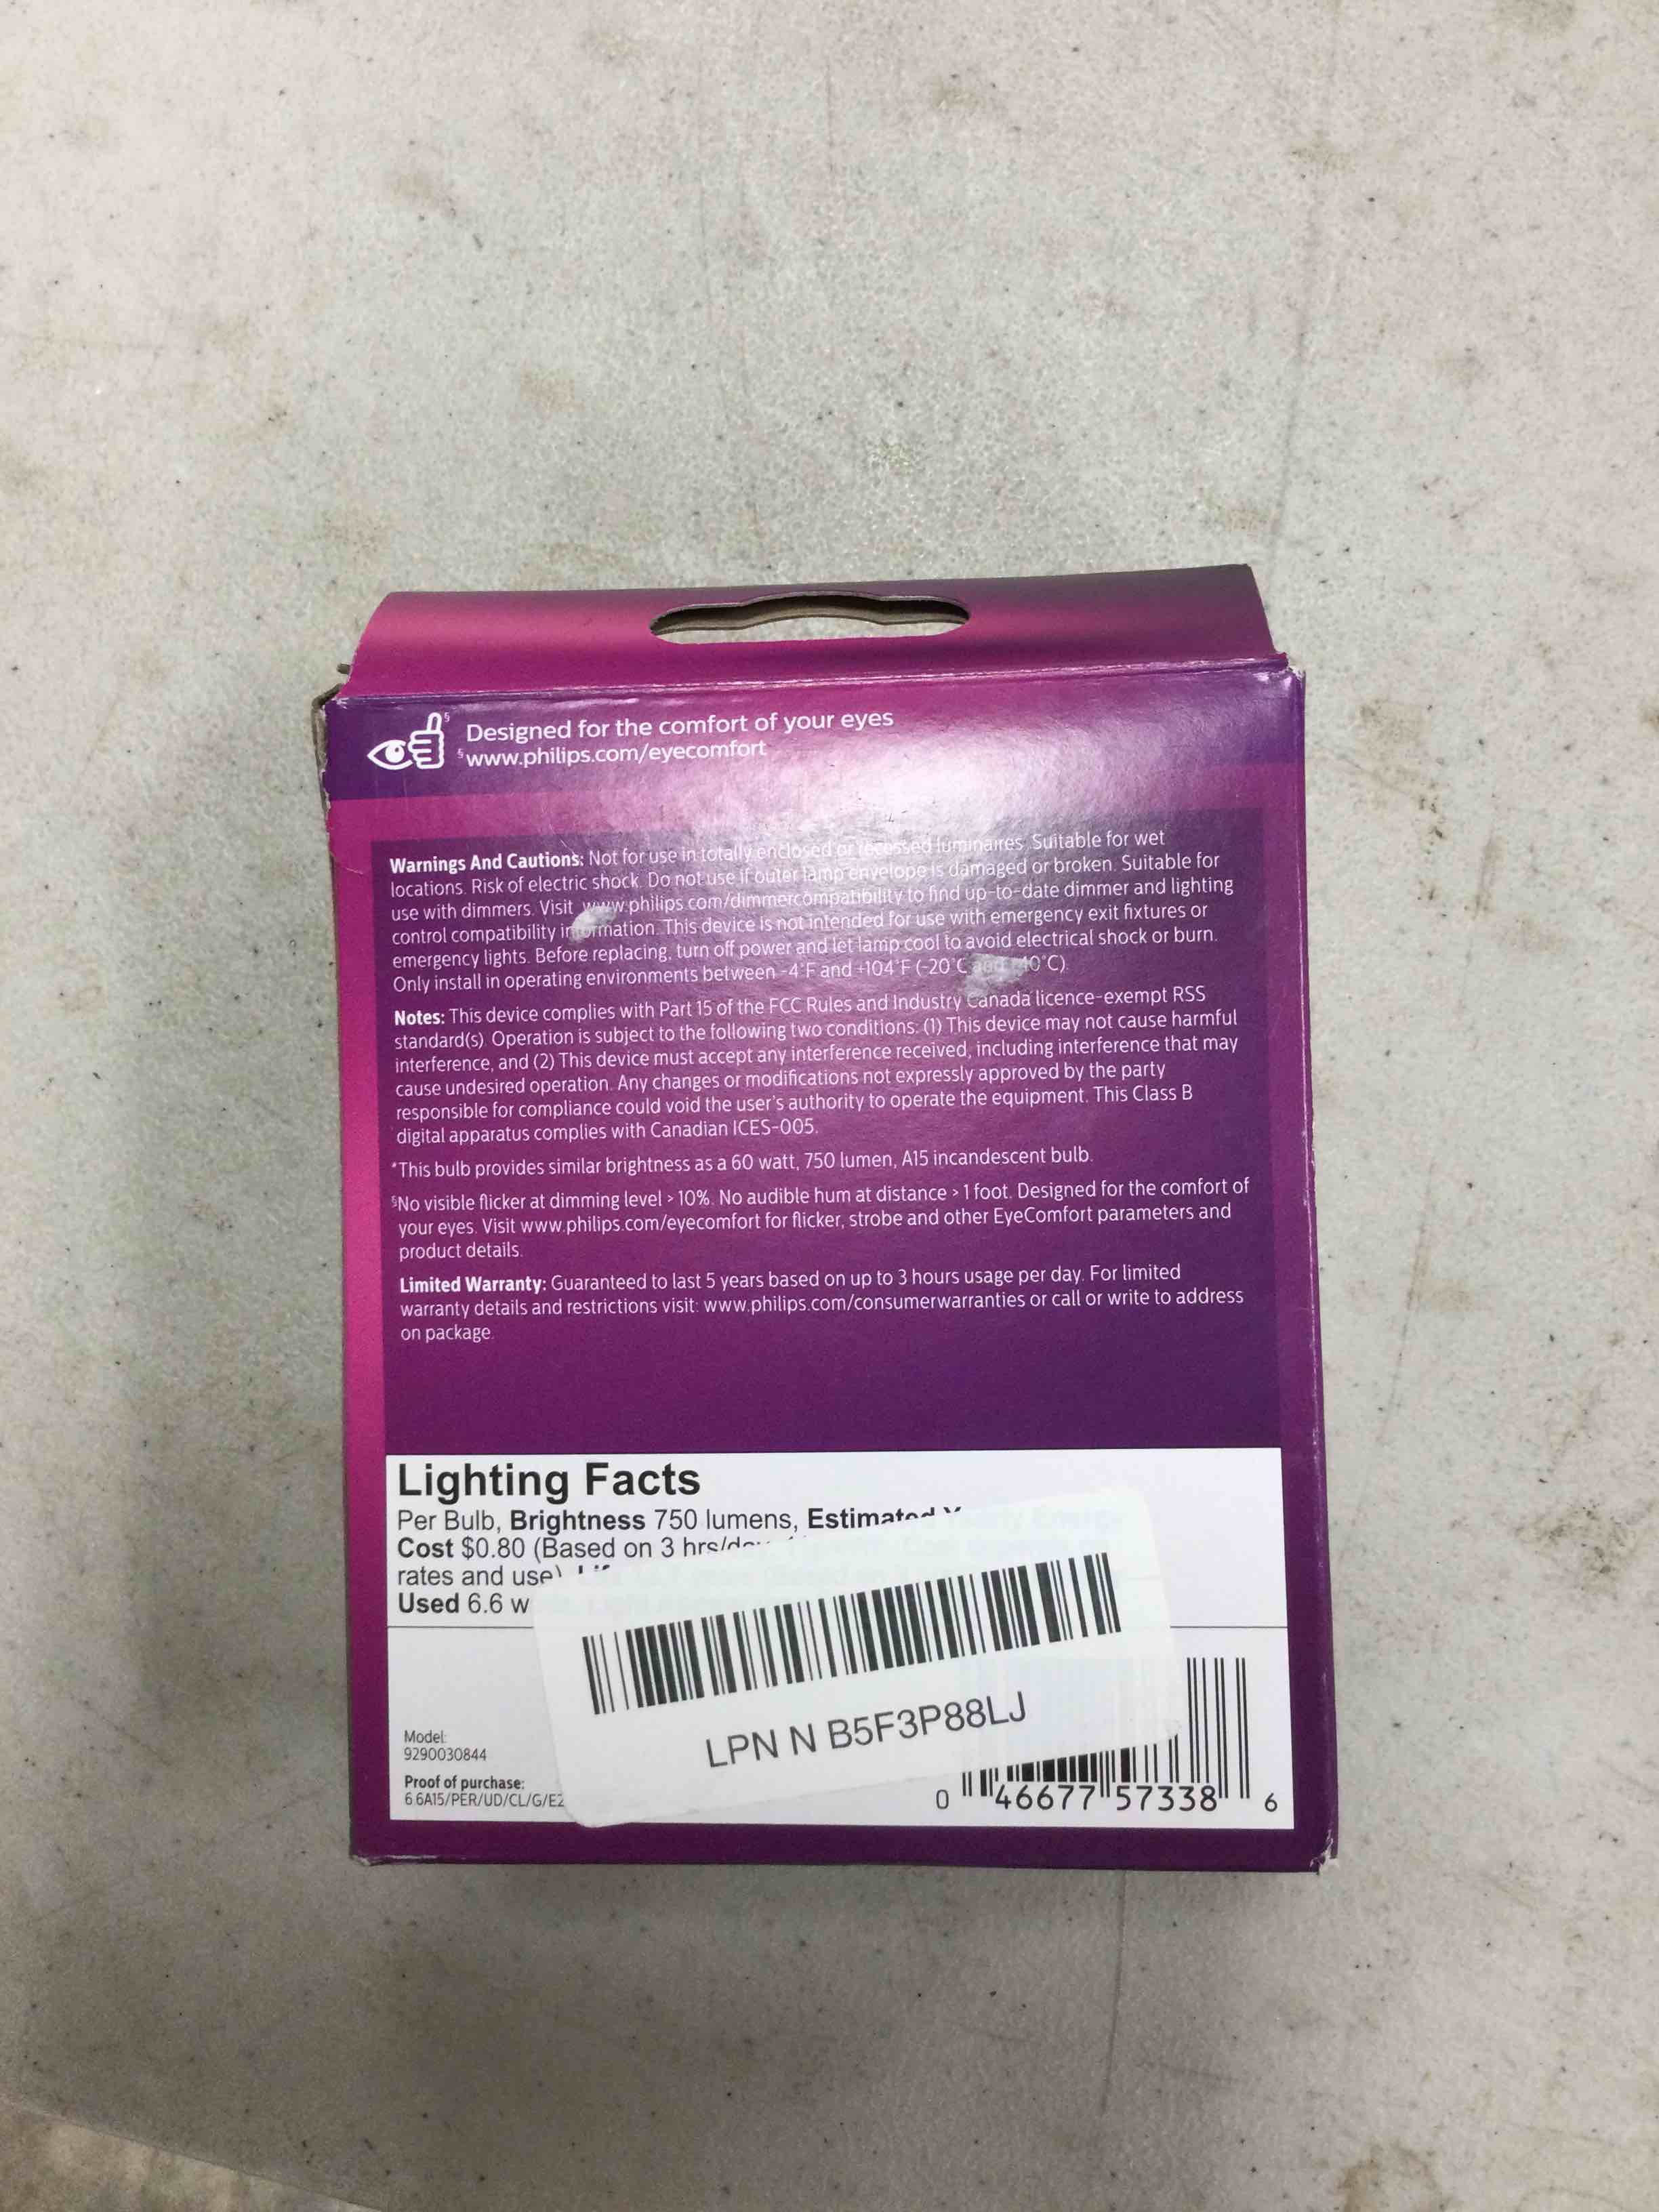 Designed for the comfort of your eyes
§www.philips.com/eyecomfort
Warnings And Cautions: Not for use in totally enclosed or recessed luminaires. Suitable for wet
locations. Risk of electric shock. Do not use if outer lamp envelope is damaged or broken. Suitable for
use with dimmers. Visit www.philips.com/dimmercompatibility to find up-to-date dimmer and lighting
control compatibility information. This device is not intended for use with emergency exit fixtures or
emergency lights. Before replacing, turn off power and let lamp cool to avoid electrical shock or burn.
Only install in operating environments between -4°F and +104°F (-20°C and +40°C).
Notes: This device complies with Part 15 of the FCC Rules and Industry Canada licence-exempt RSS
standard(s). Operation is subject to the following two conditions: (1) This device may not cause harmful
interference, and (2) This device must accept any interference received, including interference that may
cause undesired operation. Any changes or modifications not expressly approved by the party
responsible for compliance could void the user's authority to operate the equipment. This Class B
digital apparatus complies with Canadian ICES-005.
*This bulb provides similar brightness as a 60 watt, 750 lumen, A15 incandescent bulb.
§No visible flicker at dimming level > 10%. No audible hum at distance > 1 foot. Designed for the comfort of
your eyes. Visit www.philips.com/eyecomfort for flicker, strobe and other EyeComfort parameters and
product details.
Limited Warranty: Guaranteed to last 5 years based on up to 3 hours usage per day. For limited
warranty details and restrictions visit: www.philips.com/consumerwarranties or call or write to address
on package.
Lighting Facts
Per Bulb, Brightness 750 lumens, Estimated
Cost $0.80 (Based on 3 hrs/day
rates and use)
Used 6.6 w
LPN N B5F3P88LJ
Model:
9290030844
Proof of purchase:
6.6A15/PER/UD/CL/G/E2
0 46677 57338 6